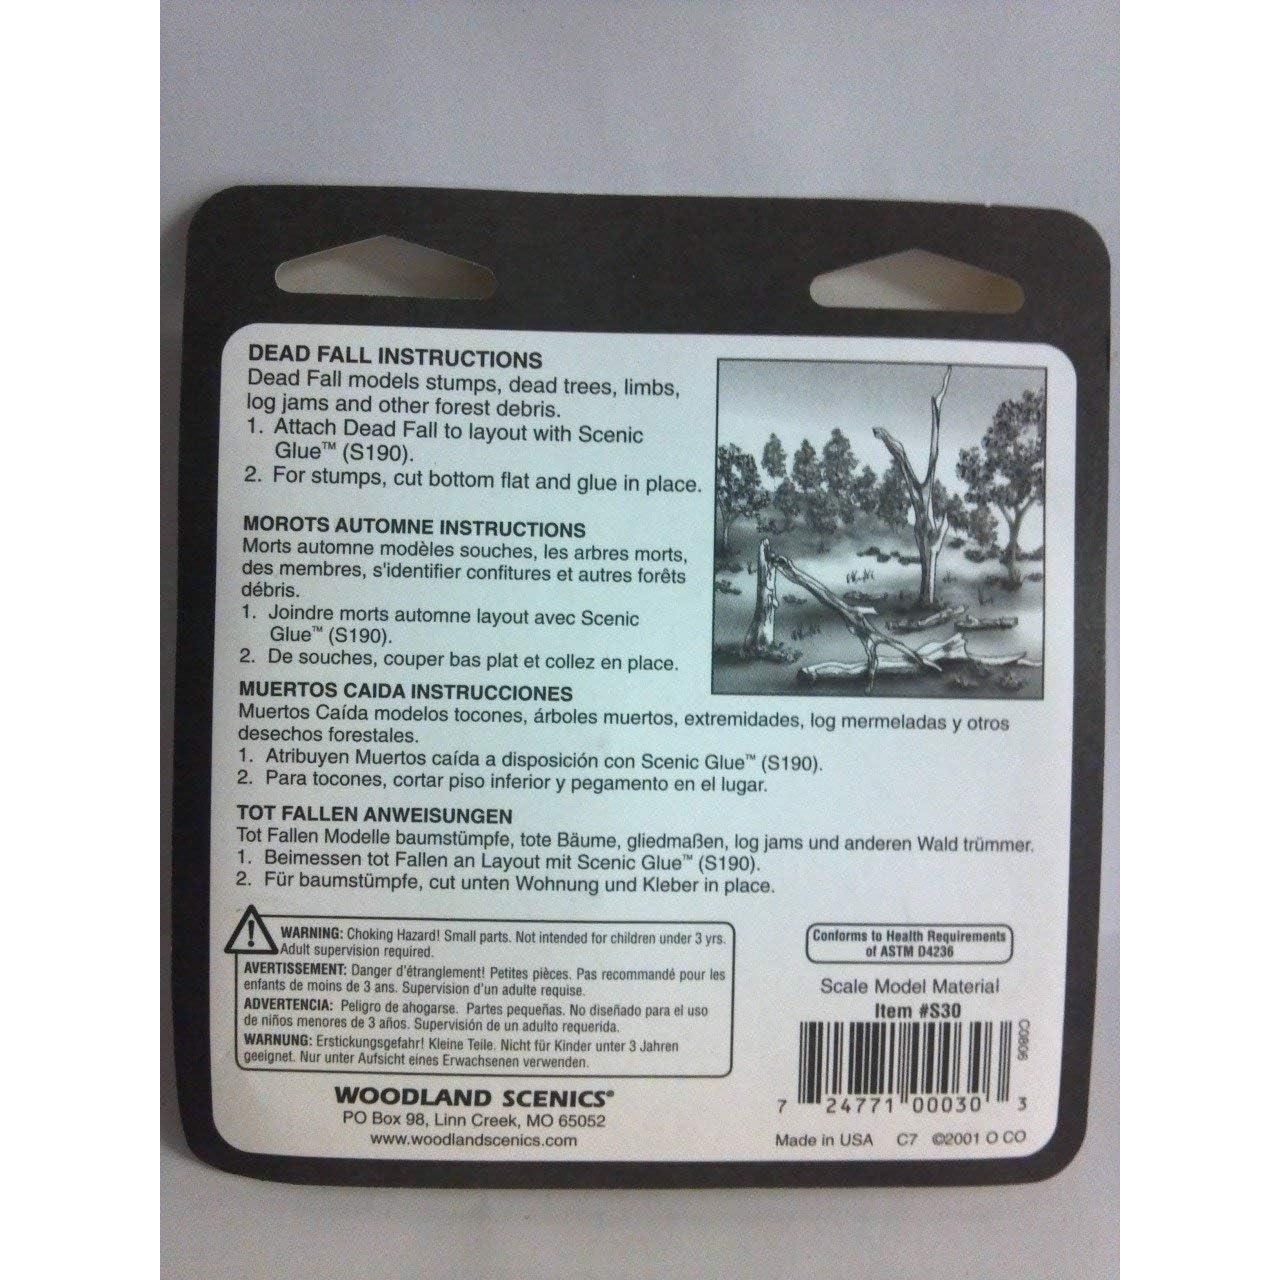 DEAD FALL INSTRUCTIONS
Dead Fall models stumps, dead trees, limbs,
log jams and other forest debris.
1. Attach Dead Fall to layout with Scenic
Glue™ (S190).
2. For stumps, cut bottom flat and glue in place.
MOROTS AUTOMNE INSTRUCTIONS
Morts automne modèles souches, les arbres morts,
des membres, s'identifier confitures et autres forêts
débris.
1. Joindre morts automne layout avec Scenic
Glue™ (S190).
2. De souches, couper bas plat et collez en place.
MUERTOS CAIDA INSTRUCCIONES
Muertos Caída modelos tocones, árboles muertos, extremidades, log mermeladas y otros
desechos forestales.
1. Atribuyen Muertos caída a disposición con Scenic Glue™ (S190).
2. Para tocones, cortar piso inferior y pegamento en el lugar.
TOT FALLEN ANWEISUNGEN
Tot Fallen Modelle baumstümpfe, tote Bäume, gliedmaßen, log jams und anderen Wald trümmer.
1. Beimessen tot Fallen an Layout mit Scenic Glue™ (S190).
2. Für baumstümpfe, cut unten Wohnung und Kleber in place.
WARNING: Choking Hazard! Small parts. Not intended for children under 3 yrs.
Adult supervision required.
AVERTISSEMENT: Danger d'étranglement! Petites pièces. Pas recommandé pour les
enfants de moins de 3 ans. Supervision d'un adulte requise.
ADVERTENCIA: Peligro de ahogarse. Partes pequeñas. No diseñado para el uso
de niños menores de 3 años. Supervisión de un adulto requerida.
WARNUNG: Erstickungsgefahr! Kleine Teile. Nicht für Kinder unter 3 Jahren
geeignet. Nur unter Aufsicht eines Erwachsenen verwenden.
WOODLAND SCENICS®
PO Box 98, Linn Creek, MO 65052
www.woodlandscenics.com
Conforms to Health Requirements
of ASTM D4236
Scale Model Material
Item #S30
C0806
7 24771 00030 3
Made in USA C7 ©2001 O CO